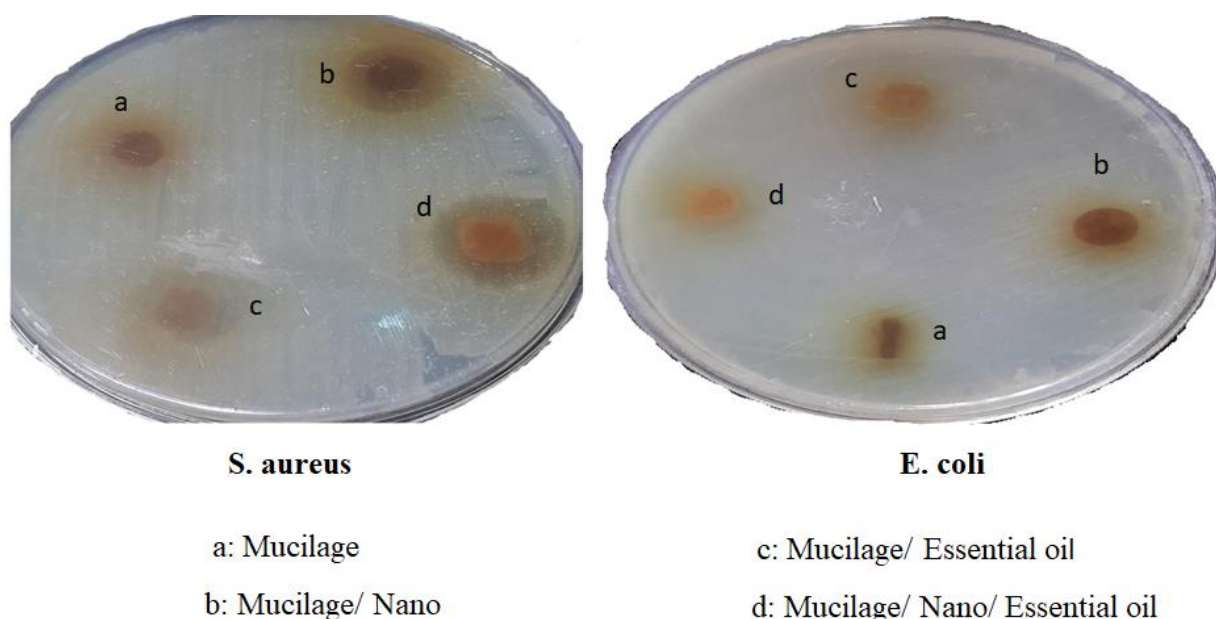 a
b
c
d
c
d
b
a
S. aureus
E. coli
a: Mucilage
c: Mucilage/ Essential oil
b: Mucilage/ Nano
d: Mucilage/ Nano/ Essential oil